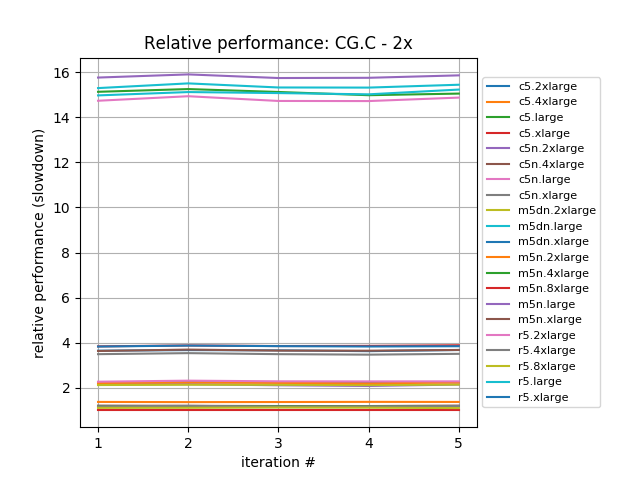 Relative performance: CG.C - 2x
relative performance (slowdown)
16
14
12
10
8
6
4
2
1
2
3
4
5
iteration #
c5.2xlarge
c5.4xlarge
c5.large
c5.xlarge
c5n.2xlarge
c5n.4xlarge
c5n.large
c5n.xlarge
m5dn.2xlarge
m5dn.large
m5dn.xlarge
m5n.2xlarge
m5n.4xlarge
m5n.8xlarge
m5n.large
m5n.xlarge
r5.2xlarge
r5.4xlarge
r5.8xlarge
r5.large
r5.xlarge